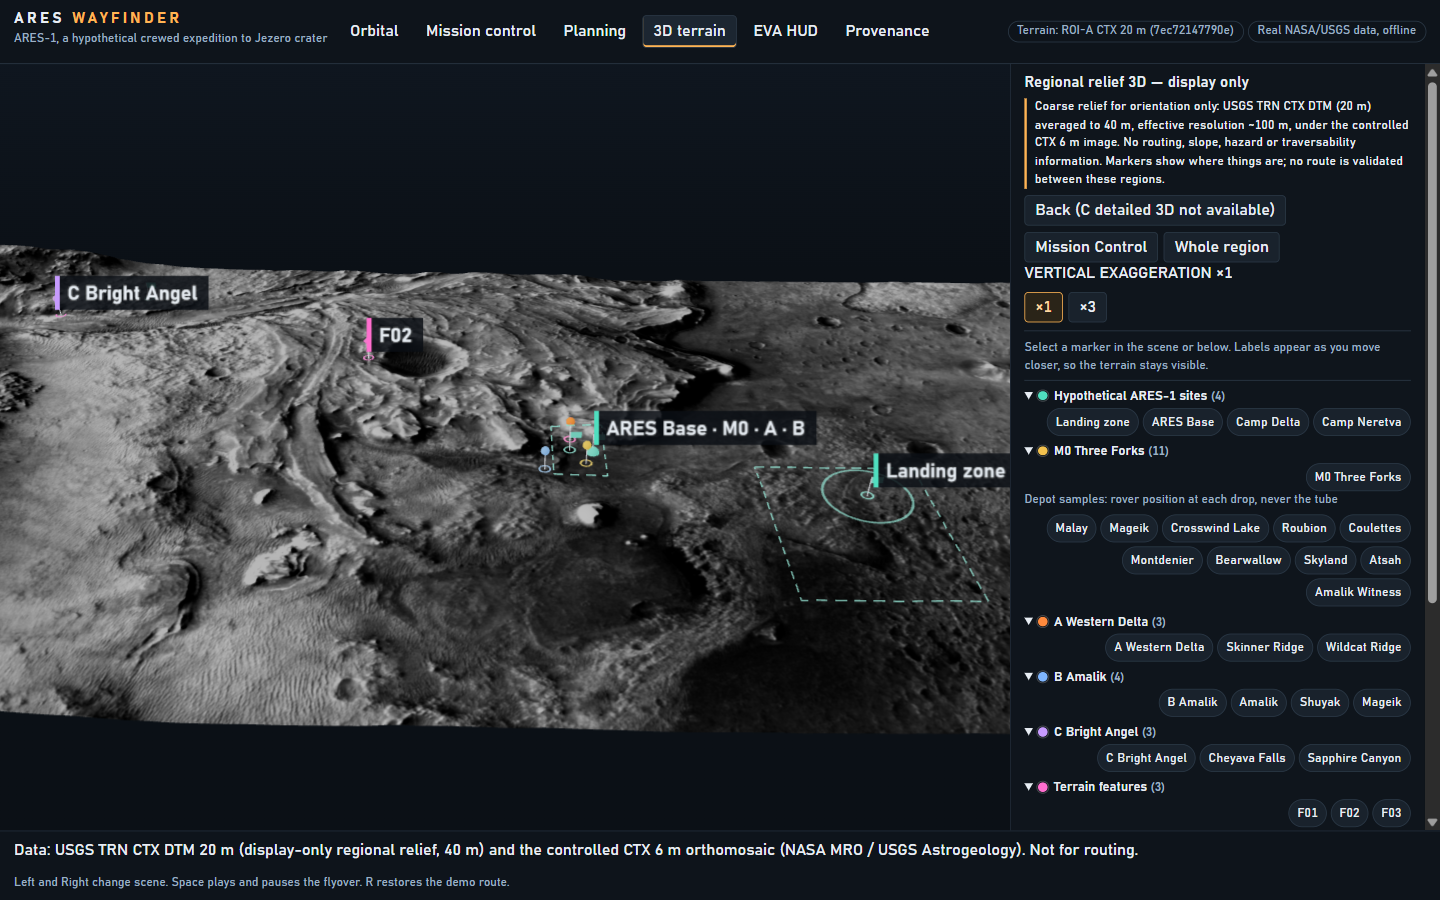 ARES WAYFINDER
ARES-1, a hypothetical crewed expedition to Jezero crater
Orbital
Mission control
Planning
3D terrain
EVA HUD
Provenance
Terrain: ROI-A CTX 20 m (7ec72147790e)
Real NASA/USGS data, offline
C Bright Angel
F02
ARES Base · M0 · A · B
Landing zone
Regional relief 3D — display only
Coarse relief for orientation only: USGS TRN CTX DTM (20 m)
averaged to 40 m, effective resolution ~100 m, under the controlled
CTX 6 m image. No routing, slope, hazard or traversability
information. Markers show where things are; no route is validated
between these regions.
Back (C detailed 3D not available)
Mission Control
Whole region
VERTICAL EXAGGERATION ×1
×1
×3
Select a marker in the scene or below. Labels appear as you move
closer, so the terrain stays visible.
Hypothetical ARES-1 sites (4)
Landing zone
ARES Base
Camp Delta
Camp Neretva
M0 Three Forks (11)
M0 Three Forks
Depot samples: rover position at each drop, never the tube
Malay
Mageik
Crosswind Lake
Roubion
Coulettes
Montdenier
Bearwallow
Skyland
Atsah
Amalik Witness
A Western Delta (3)
A Western Delta
Skinner Ridge
Wildcat Ridge
B Amalik (4)
B Amalik
Amalik
Shuyak
Mageik
C Bright Angel (3)
C Bright Angel
Cheyava Falls
Sapphire Canyon
Terrain features (3)
F01
F02
F03
Data: USGS TRN CTX DTM 20 m (display-only regional relief, 40 m) and the controlled CTX 6 m orthomosaic (NASA MRO / USGS Astrogeology). Not for routing.
Left and Right change scene. Space plays and pauses the flyover. R restores the demo route.